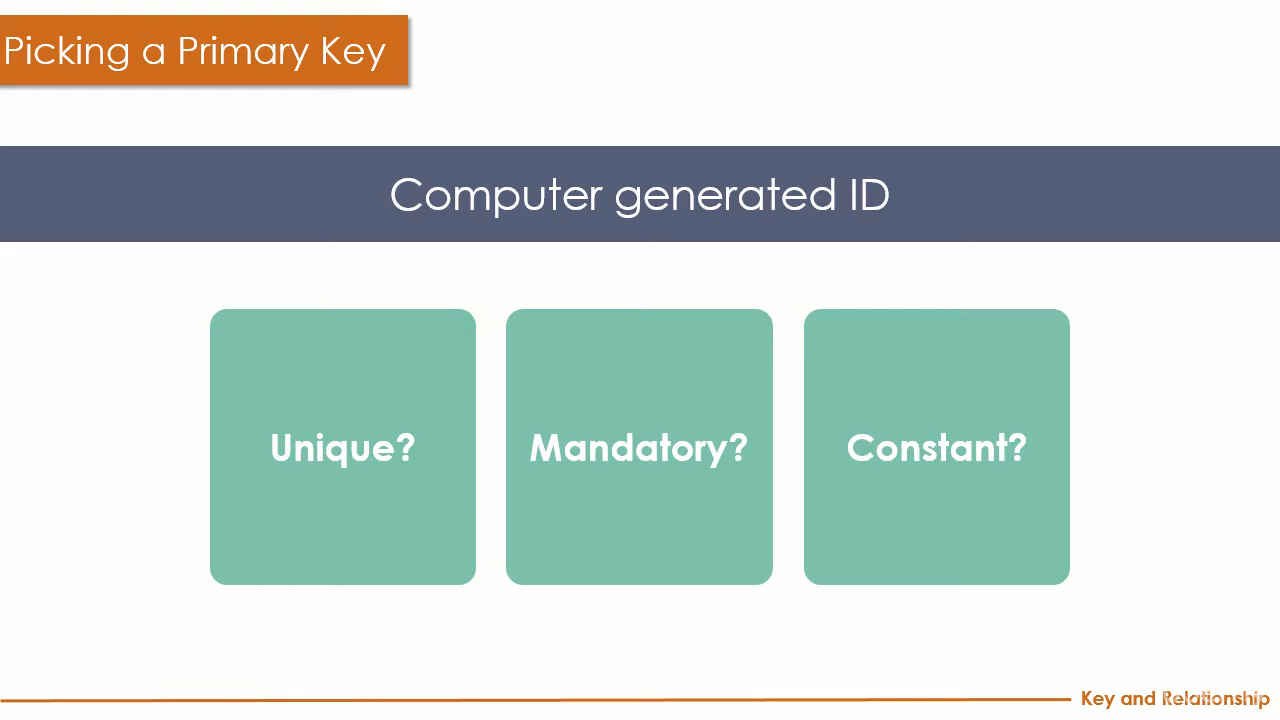 Picking a Primary Key
Computer generated ID
Unique?
Mandatory?
Constant?
Key and Relationship